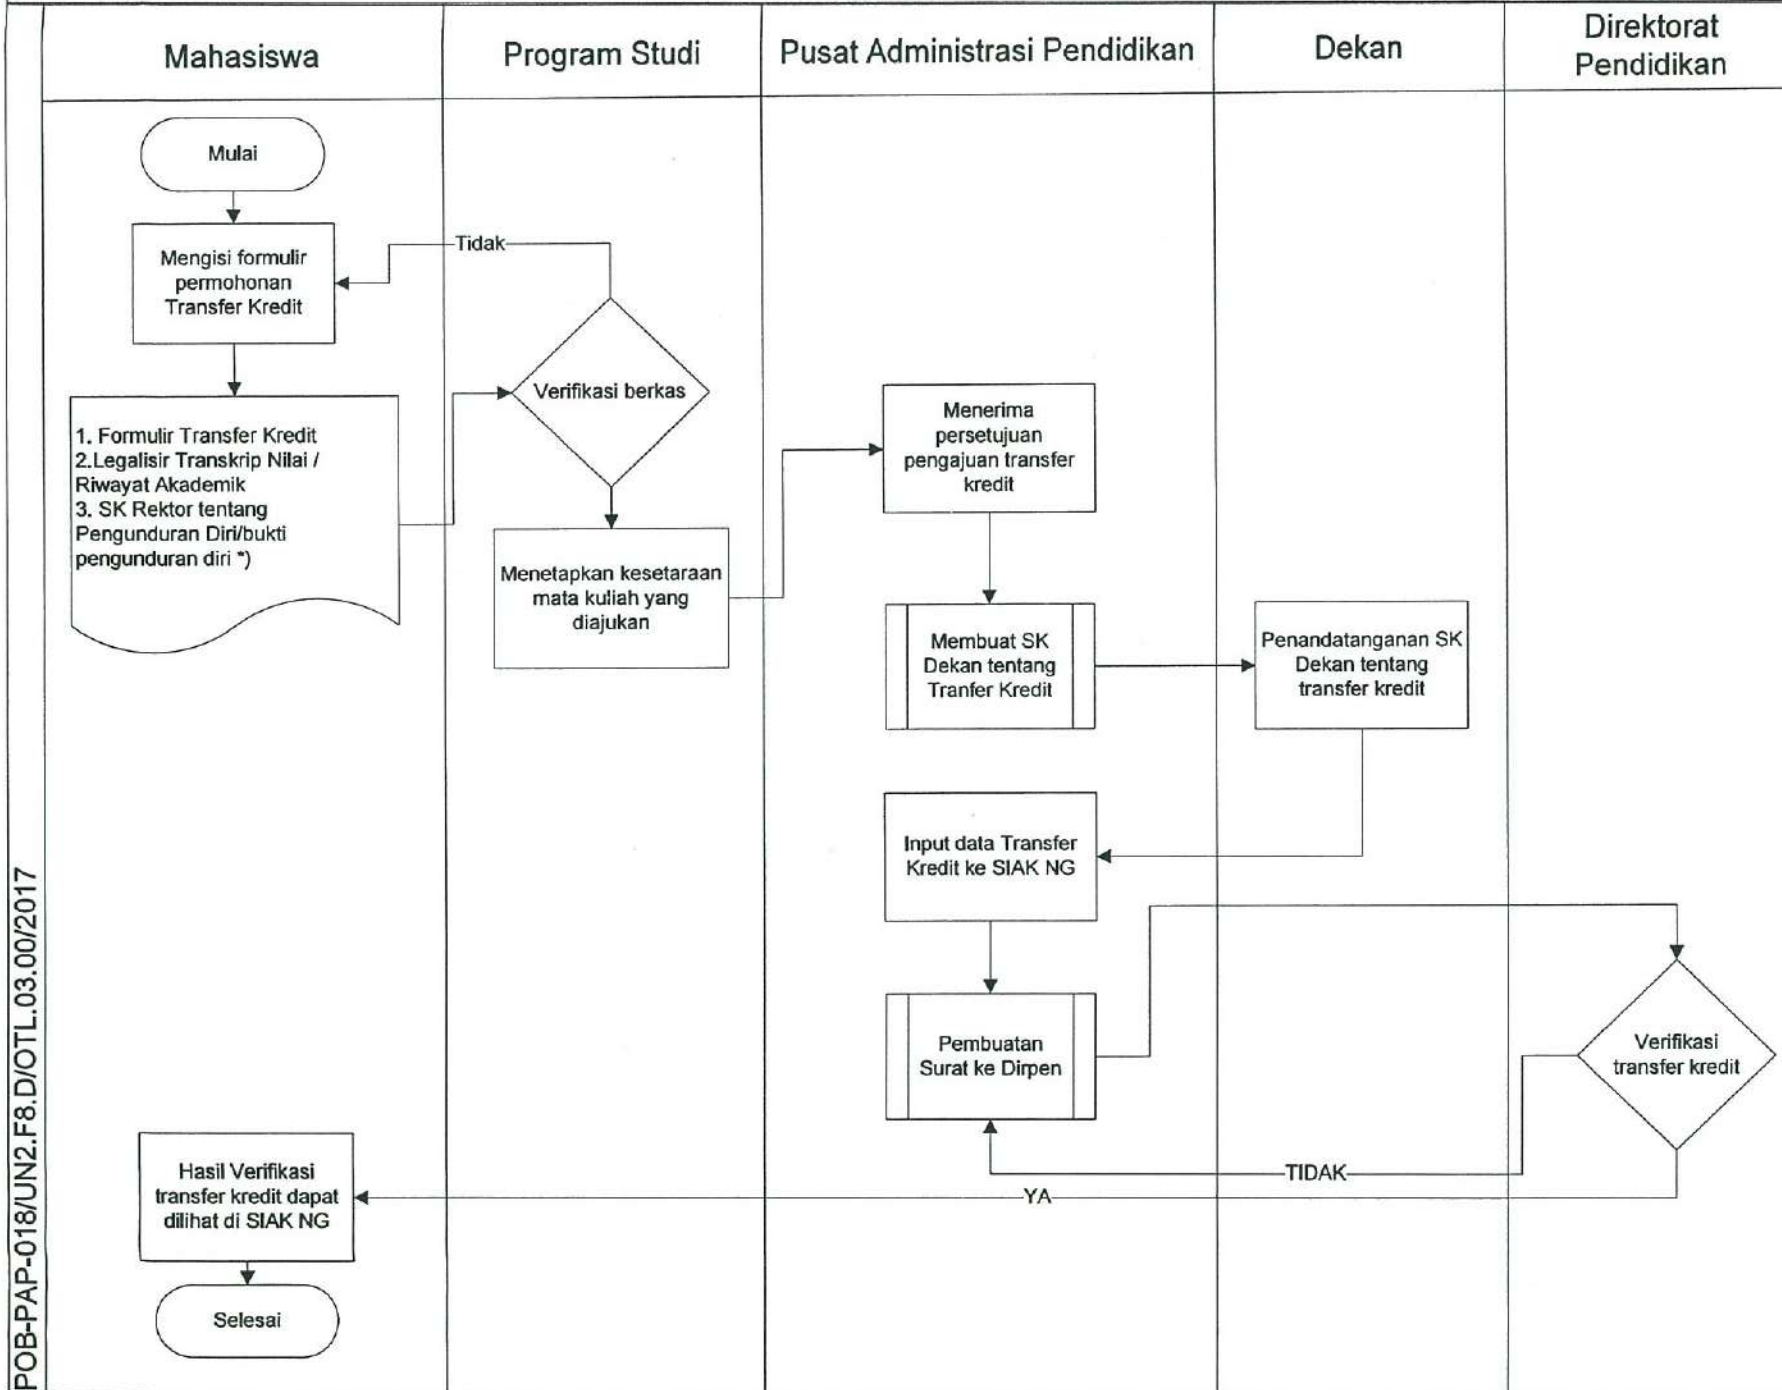 Mahasiswa
Program Studi
Pusat Administrasi Pendidikan
Dekan
Direktorat
Pendidikan
Mulai
Mengisi formulir
permohonan
Transfer Kredit
Tidak
1. Formulir Transfer Kredit
2.Legalisir Transkrip Nilai /
Riwayat Akademik
3. SK Rektor tentang
Pengunduran Diri/bukti
pengunduran diri *)
Verifikasi berkas
Menetapkan kesetaraan
mata kuliah yang
diajukan
Menerima
persetujuan
pengajuan transfer
kredit
Membuat SK
Dekan tentang
Tranfer Kredit
Penandatanganan SK
Dekan tentang
transfer kredit
Input data Transfer
Kredit ke SIAK NG
Pembuatan
Surat ke Dirpen
Verifikasi
transfer kredit
TIDAK
YA
Hasil Verifikasi
transfer kredit dapat
dilihat di SIAK NG
Selesai
POB-PAP-018/UN2.F8.D/OTL.03.00/2017